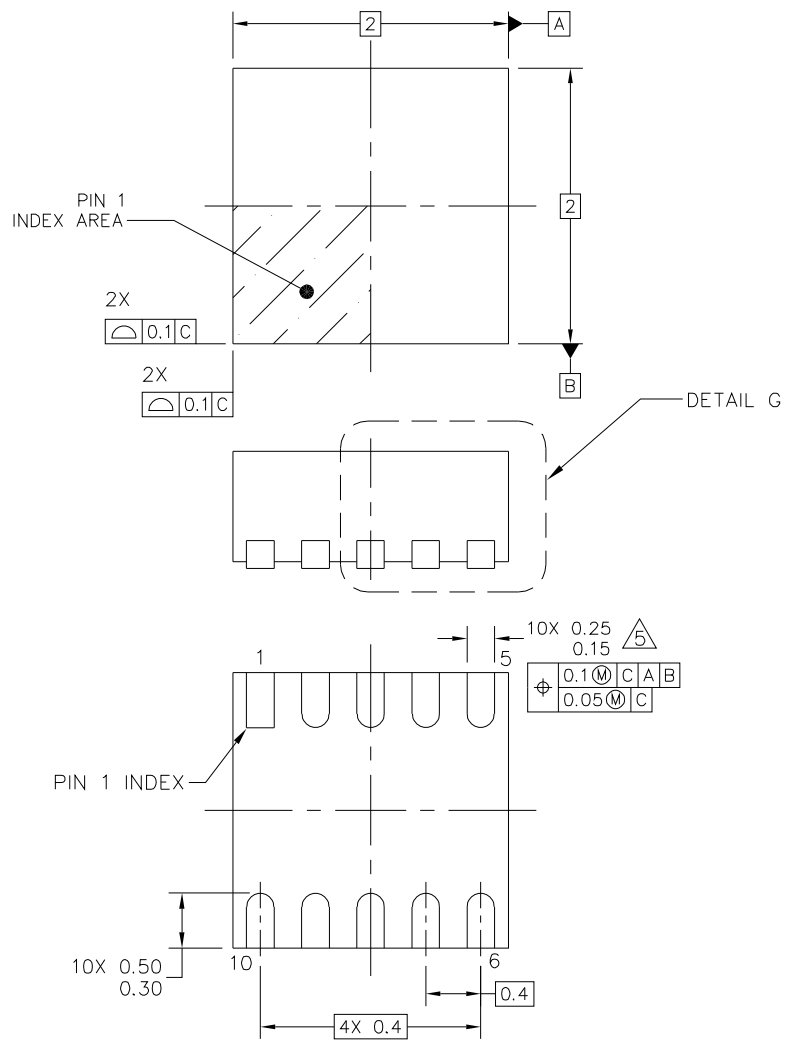 2
A
2
PIN 1
INDEX AREA
2X
0.1 C
B
2X
0.1 C
DETAIL G
10X 0.25
0.15
5
1
5
0.1 Ⓜ C A B
0.05 Ⓜ C
PIN 1 INDEX
10X 0.50
0.30
10
6
0.4
4X 0.4